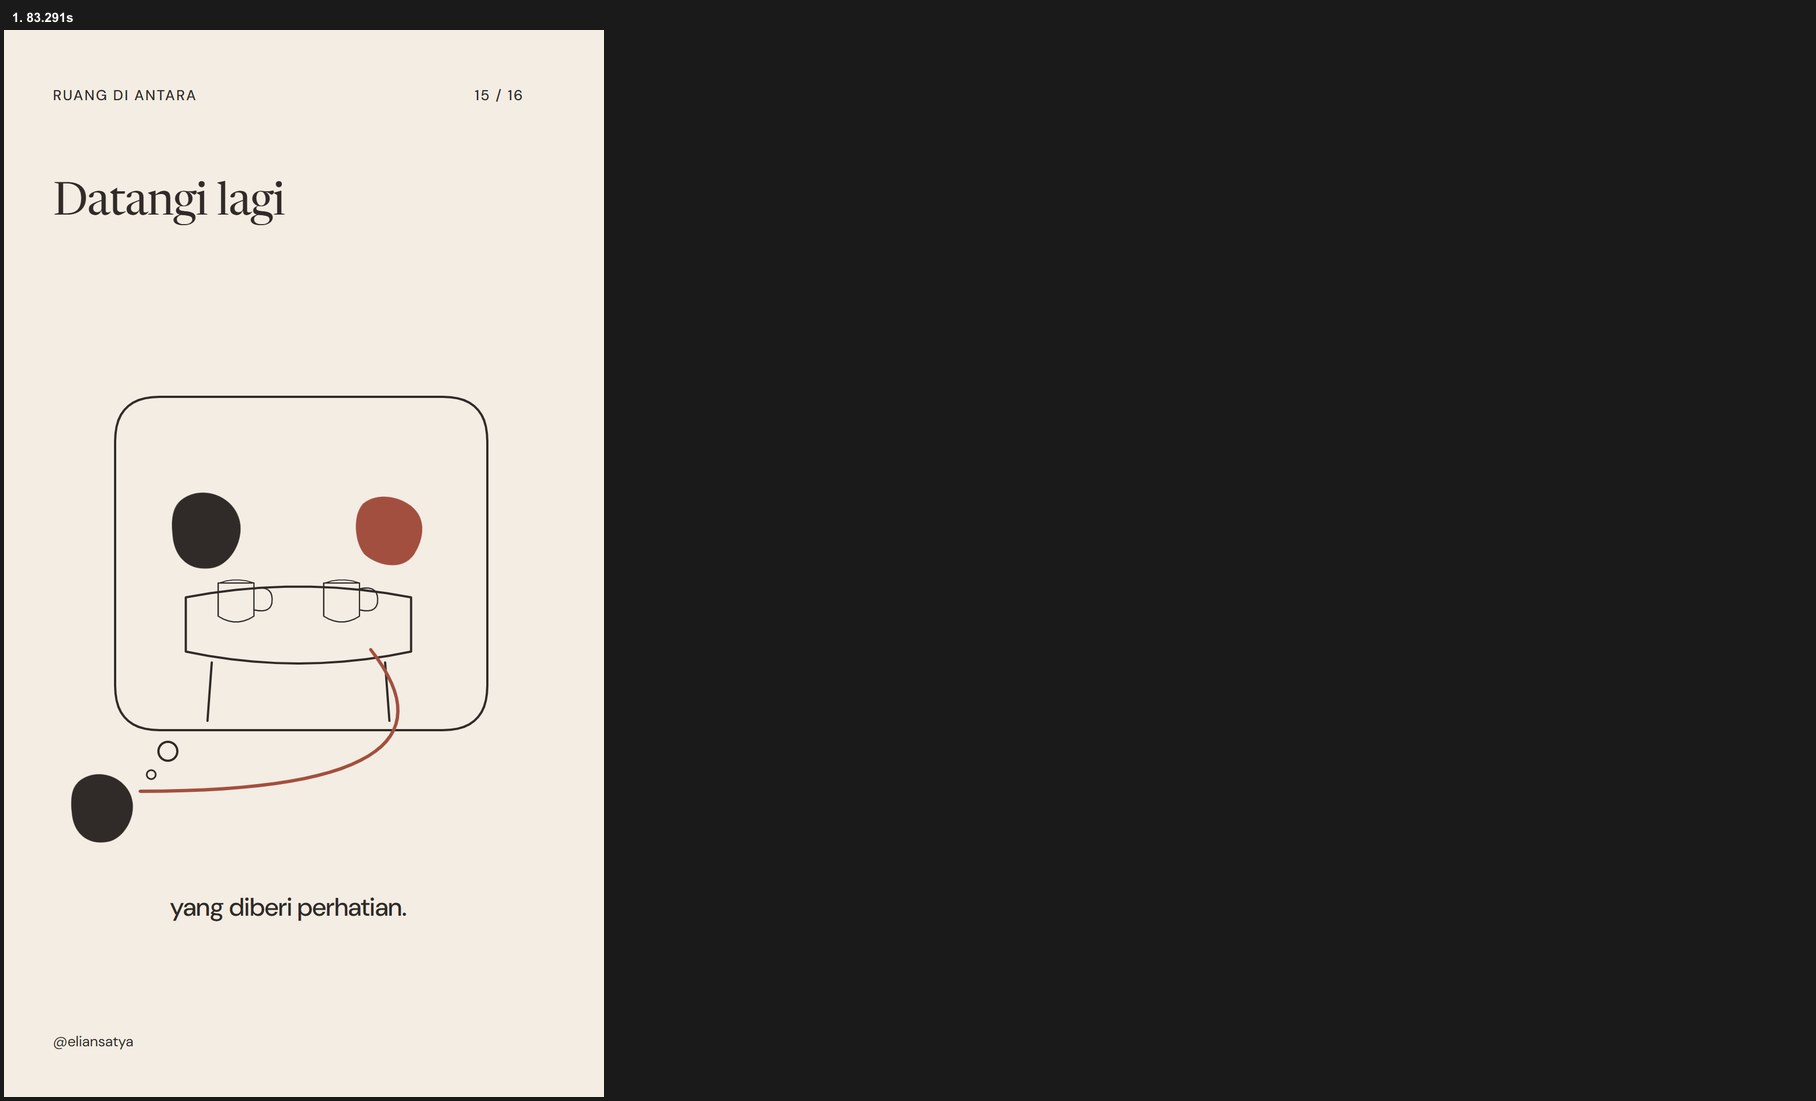 1. 83.291s
RUANG DI ANTARA
15 / 16
Datangi lagi
yang diberi perhatian.
@eliansatya